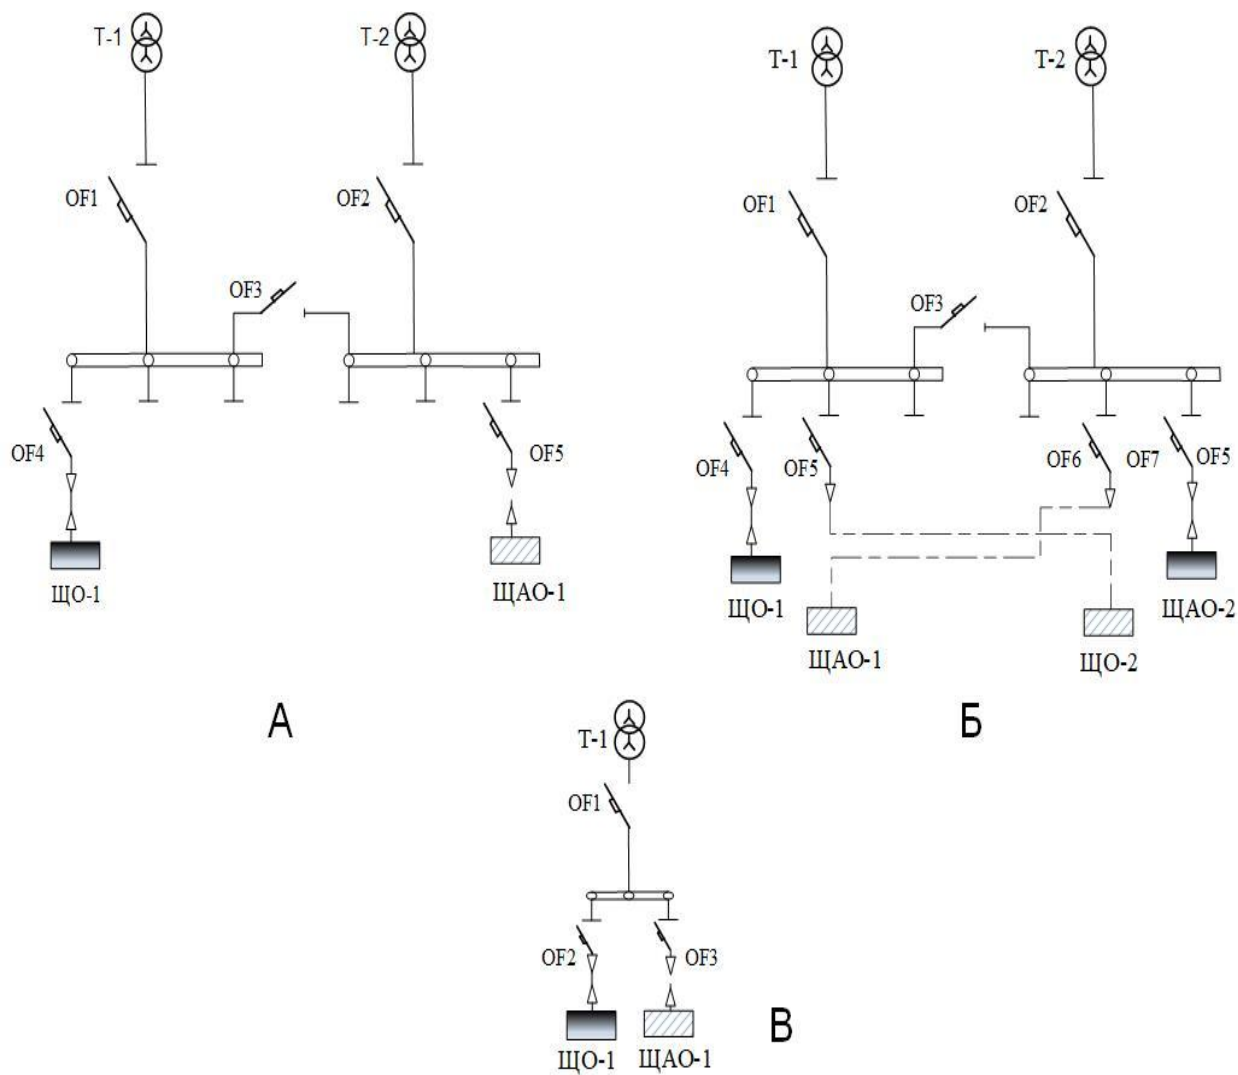 Т-1
Т-2
OF1
OF2
OF3
OF4
OF5
ЩО-1
ЩАО-1
А
Т-1
Т-2
OF1
OF2
OF3
OF4
OF5
OF6
OF7
OF5
ЩО-1
ЩАО-2
ЩАО-1
ЩО-2
Б
Т-1
OF1
OF2
OF3
ЩО-1
ЩАО-1
В